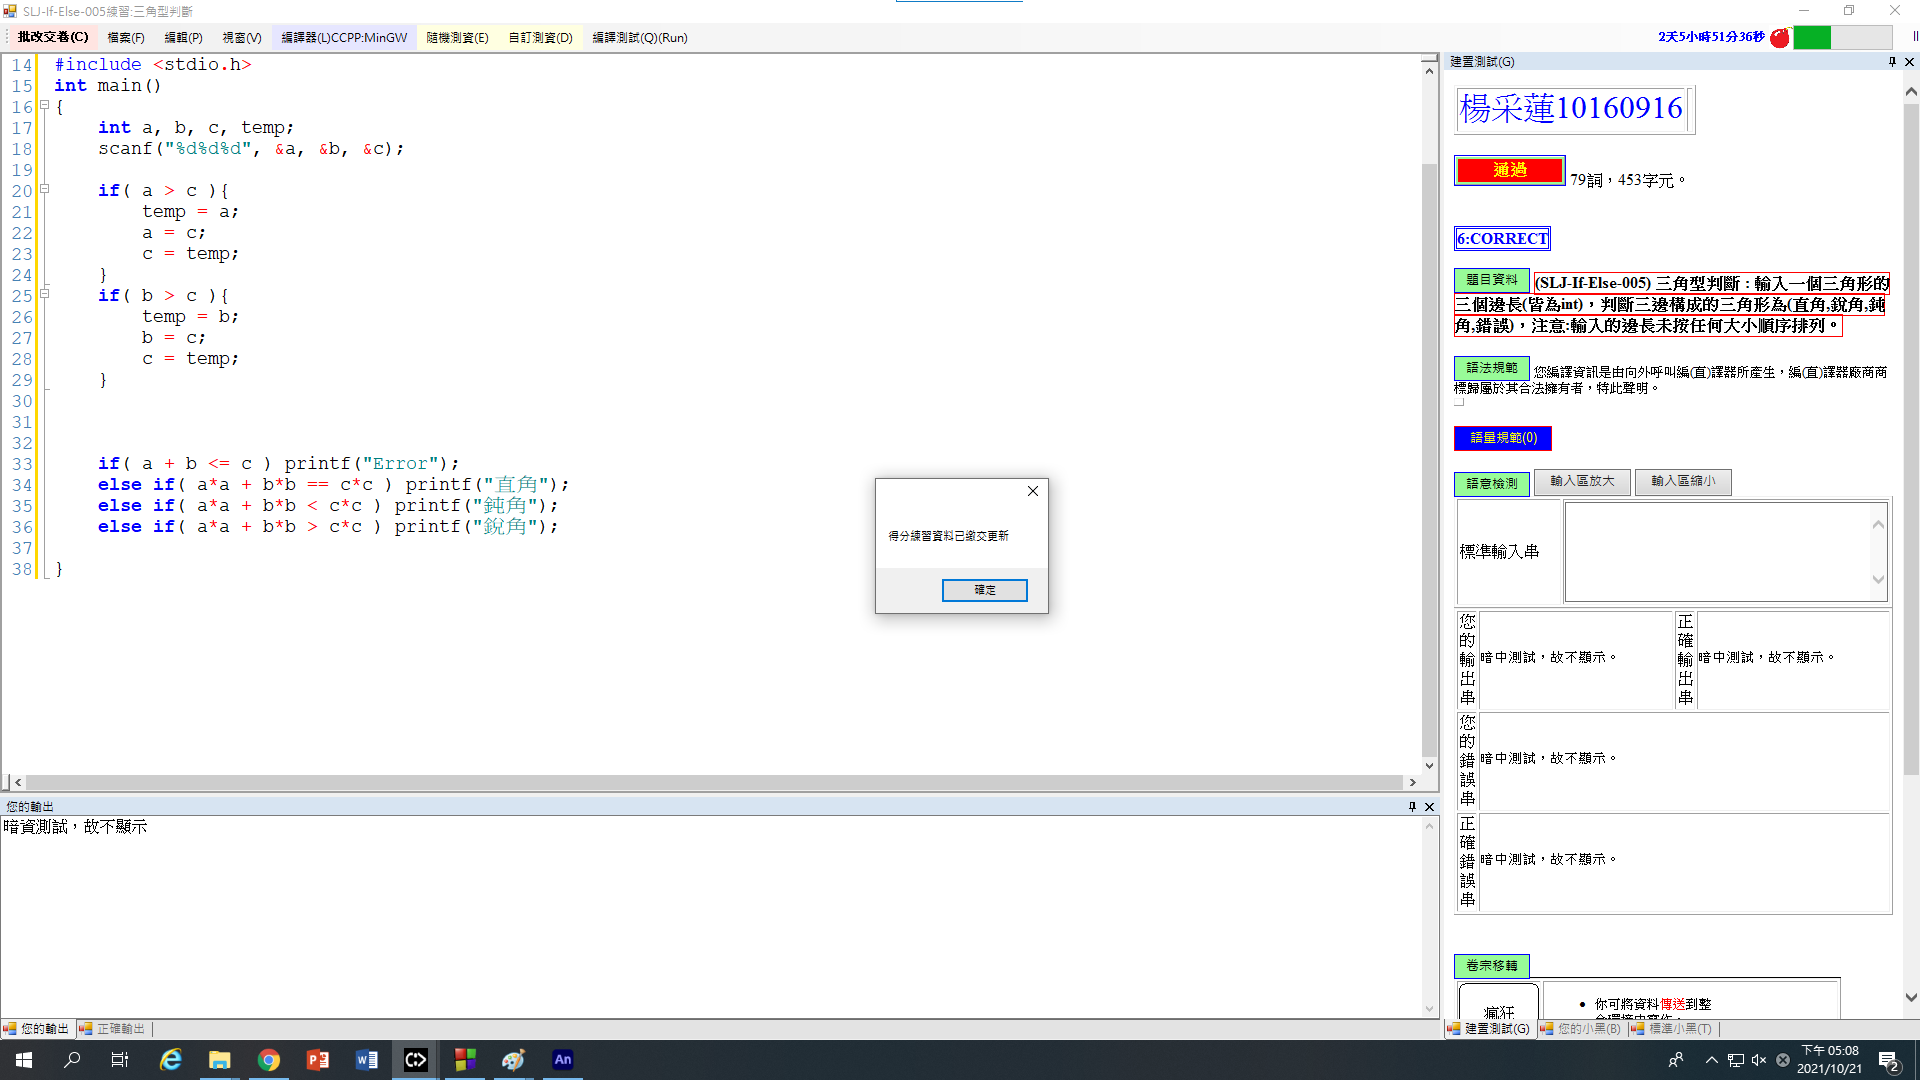 SLJ-If-Else-005練習:三角型判斷
批改交卷(C) 檔案(F) 編輯(P) 視窗(V) 編譯器(L)CCPP:MinGW 隨機測資(E) 自訂測資(D) 編譯測試(Q)(Run)
2天5小時51分36秒
14 #include <stdio.h>
15 int main()
16 {
17 int a, b, c, temp;
18 scanf("%d%d%d", &a, &b, &c);
19
20 if( a > c ){
21 temp = a;
22 a = c;
23 c = temp;
24 }
25 if( b > c ){
26 temp = b;
27 b = c;
28 c = temp;
29 }
30
31
32
33 if( a + b <= c ) printf("Error");
34 else if( a*a + b*b == c*c ) printf("直角");
35 else if( a*a + b*b < c*c ) printf("鈍角");
36 else if( a*a + b*b > c*c ) printf("銳角");
37
38 }
得分練習資料已繳交更新
確定
您的輸出
暗資測試，故不顯示
您的輸出 正確輸出
建置測試(G)
楊采蓮10160916
通過 79詞，453字元。
6:CORRECT
題目資料 (SLJ-If-Else-005) 三角型判斷 : 輸入一個三角形的
三個邊長(皆為int)，判斷三邊構成的三角形為(直角,銳角,鈍
角,錯誤)，注意:輸入的邊長未按任何大小順序排列。
語法規範 您編譯資訊是由向外呼叫編(直)譯器所產生，編(直)譯器廠商商
標歸屬於其合法擁有者，特此聲明。
語量規範(0)
語意檢測 輸入區放大 輸入區縮小
標準輸入串
您的輸出串 暗中測試，故不顯示。 正確輸出串 暗中測試，故不顯示。
您的錯誤串 暗中測試，故不顯示。
正確錯誤串 暗中測試，故不顯示。
卷宗移轉
瘋狂
• 你可將資料傳送到整
建置測試(G) 您的小黑(B) 標準小黑(T)
An
下午 05:08
2021/10/21
2